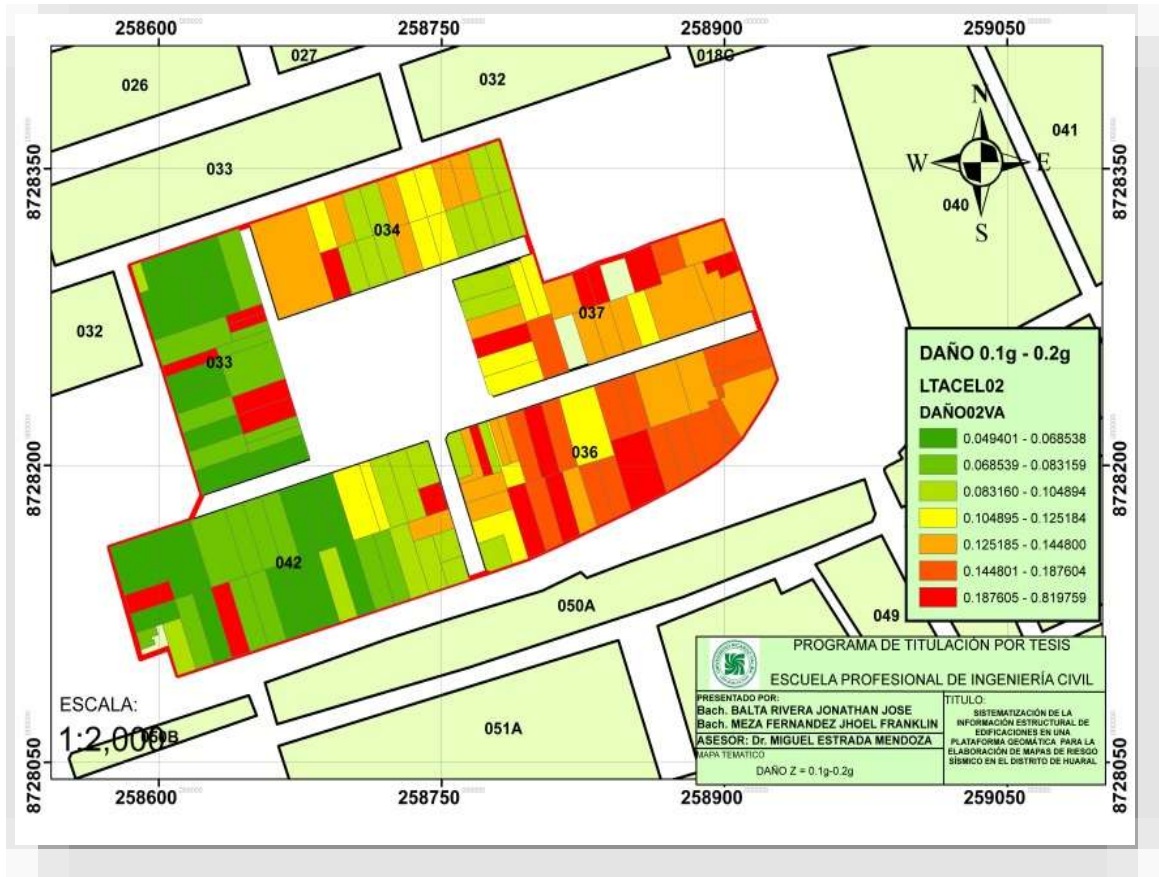 258600
258750
258900
259050
027
018G
026
032
041
N
033
8728350
8728350
W
E
040
034
S
032
037
033
DAÑO 0.1g - 0.2g
LTACEL02
DAÑO02VA
0.049401 - 0.068538
0.068539 - 0.083159
0.083160 - 0.104894
0.104895 - 0.125184
0.125185 - 0.144800
0.144801 - 0.187604
0.187605 - 0.819759
8728200
8728200
036
042
050A
049
ESCALA:
1:2,000
050B
051A
8728050
8728050
PROGRAMA DE TITULACIÓN POR TESIS
ESCUELA PROFESIONAL DE INGENIERÍA CIVIL
PRESENTADO POR:
Bach. BALTA RIVERA JONATHAN JOSE
Bach. MEZA FERNANDEZ JHOEL FRANKLIN
ASESOR: Dr. MIGUEL ESTRADA MENDOZA
MAPA TEMATICO
DAÑO Z = 0.1g-0.2g
TITULO:
SISTEMATIZACIÓN DE LA
INFORMACIÓN ESTRUCTURAL DE
EDIFICACIONES EN UNA
PLATAFORMA GEOMÁTICA PARA LA
ELABORACIÓN DE MAPAS DE RIESGO
SÍSMICO EN EL DISTRITO DE HUARAL
258600
258750
258900
259050